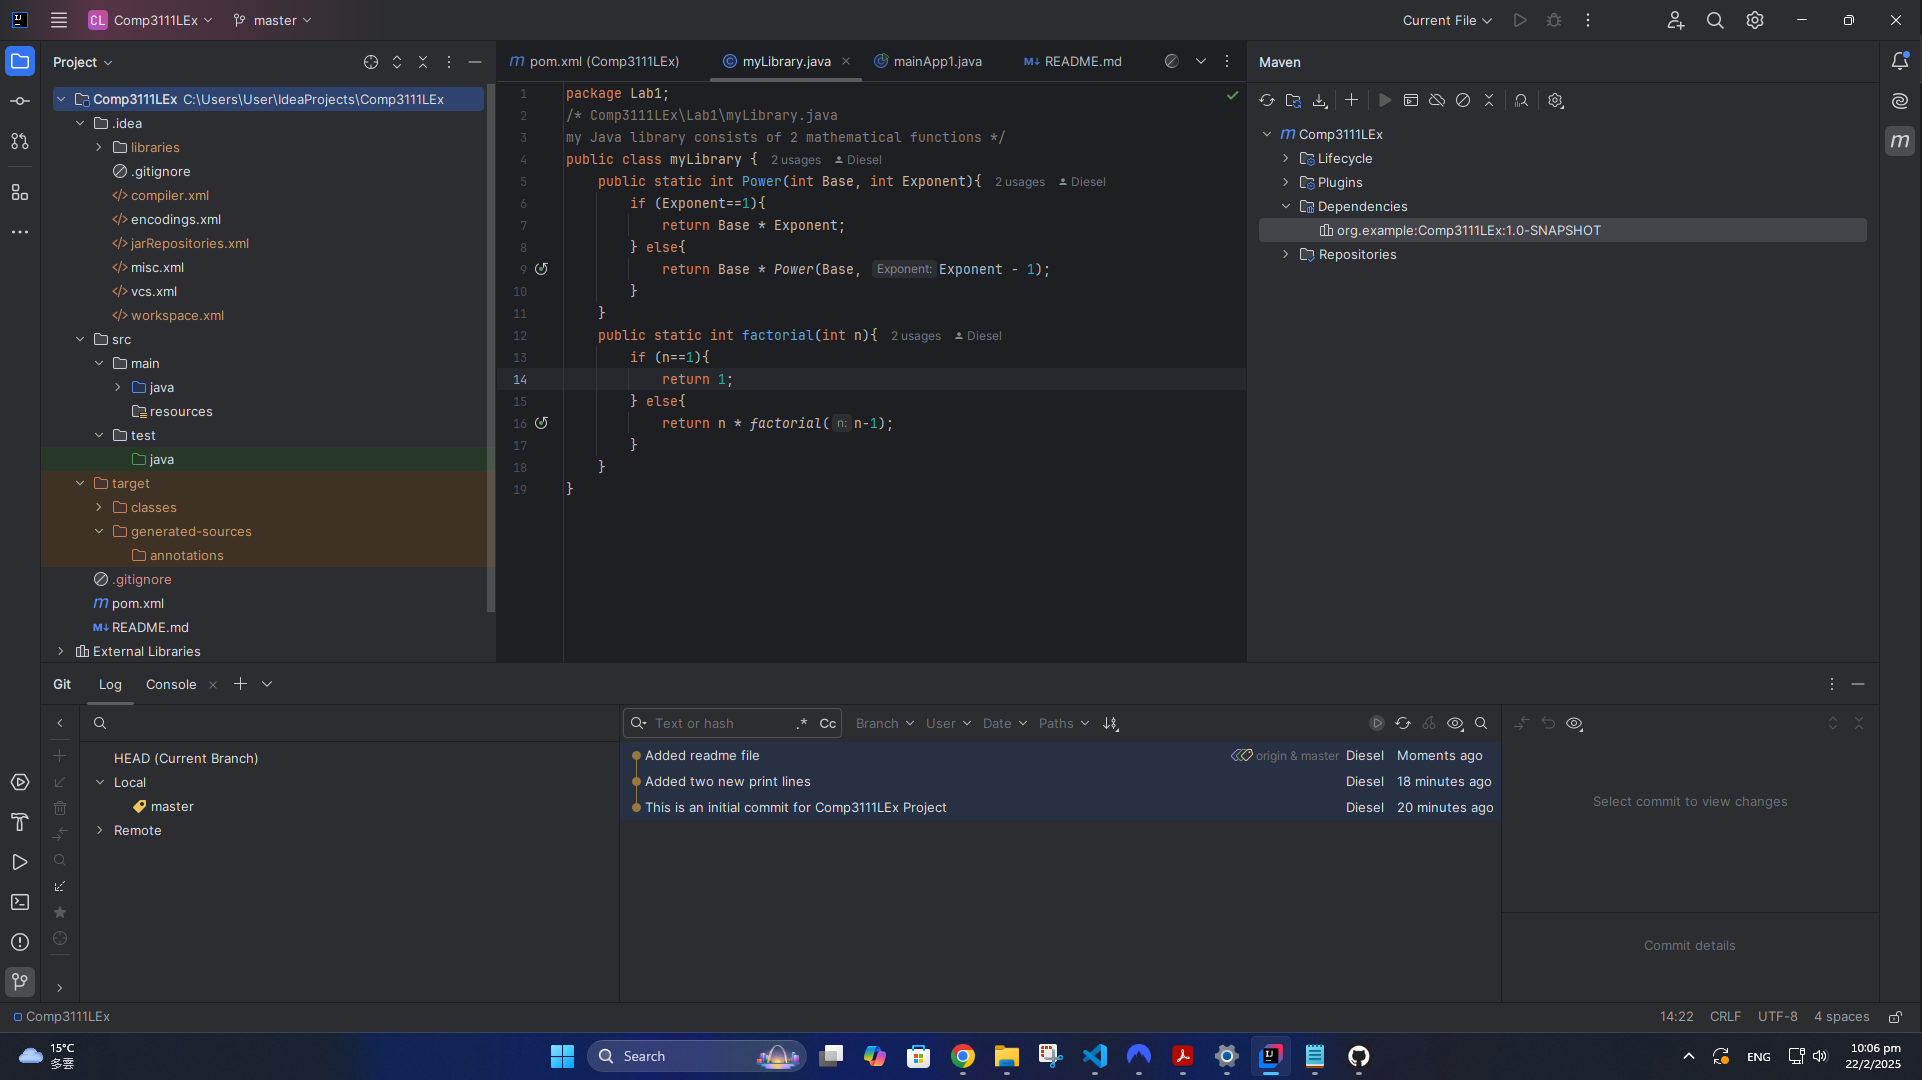 CL Comp3111LEx
master
Current File
Project
Comp3111LEx C:\Users\User\IdeaProjects\Comp3111LEx
.idea
libraries
.gitignore
compiler.xml
encodings.xml
jarRepositories.xml
misc.xml
vcs.xml
workspace.xml
src
main
java
resources
test
java
target
classes
generated-sources
annotations
.gitignore
pom.xml
README.md
External Libraries
pom.xml (Comp3111LEx)
myLibrary.java
mainApp1.java
README.md
1 package Lab1;
2 /* Comp3111LEx\Lab1\myLibrary.java
3 my Java library consists of 2 mathematical functions */
4 public class myLibrary { 2 usages Diesel
5 public static int Power(int Base, int Exponent){ 2 usages Diesel
6 if (Exponent==1){
7 return Base * Exponent;
8 } else{
9 return Base * Power(Base, Exponent: Exponent - 1);
10 }
11 }
12 public static int factorial(int n){ 2 usages Diesel
13 if (n==1){
14 return 1;
15 } else{
16 return n * factorial( n: n-1);
17 }
18 }
19 }
Maven
Comp3111LEx
Lifecycle
Plugins
Dependencies
org.example:Comp3111LEx:1.0-SNAPSHOT
Repositories
Git Log Console
HEAD (Current Branch)
Local
master
Remote
Text or hash .* Cc Branch User Date Paths
Added readme file origin & master Diesel Moments ago
Added two new print lines Diesel 18 minutes ago
This is an initial commit for Comp3111LEx Project Diesel 20 minutes ago
Select commit to view changes
Commit details
Comp3111LEx
14:22 CRLF UTF-8 4 spaces
15°C
多雲
Search
ENG
10:06 pm
22/2/2025